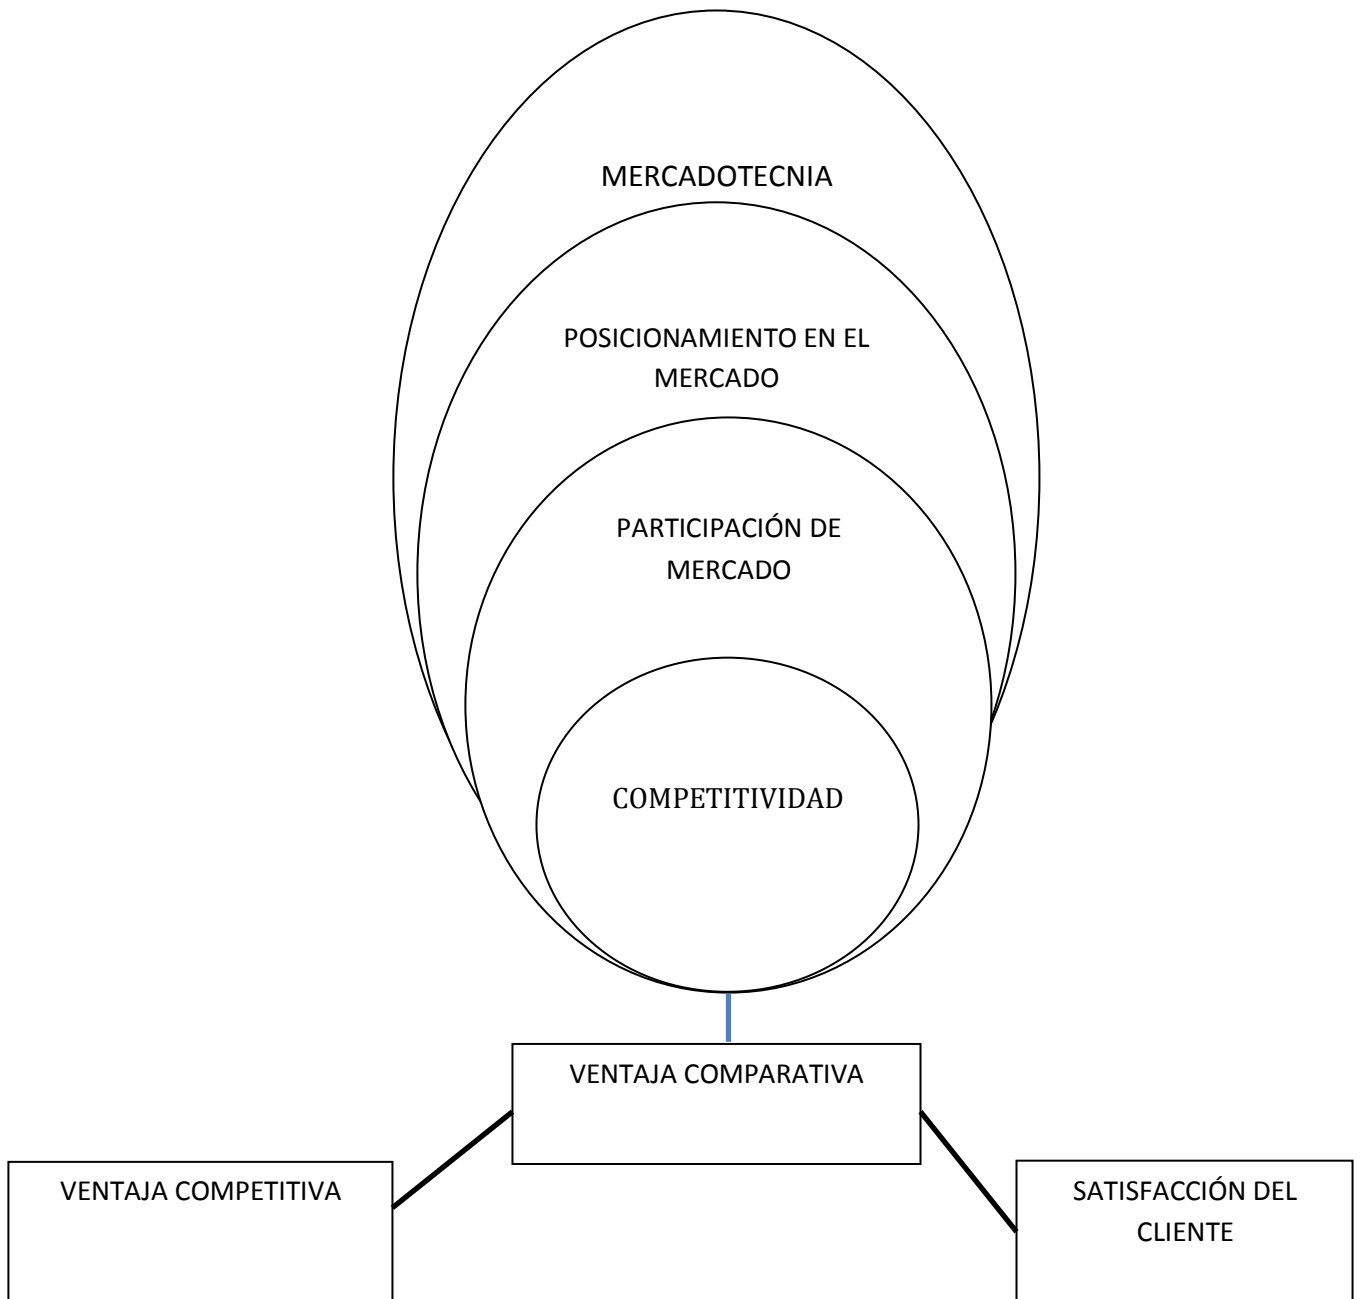 MERCADOTECNIA
POSICIONAMIENTO EN EL
MERCADO
PARTICIPACIÓN DE
MERCADO
COMPETITIVIDAD
VENTAJA COMPARATIVA
VENTAJA COMPETITIVA
SATISFACCIÓN DEL
CLIENTE